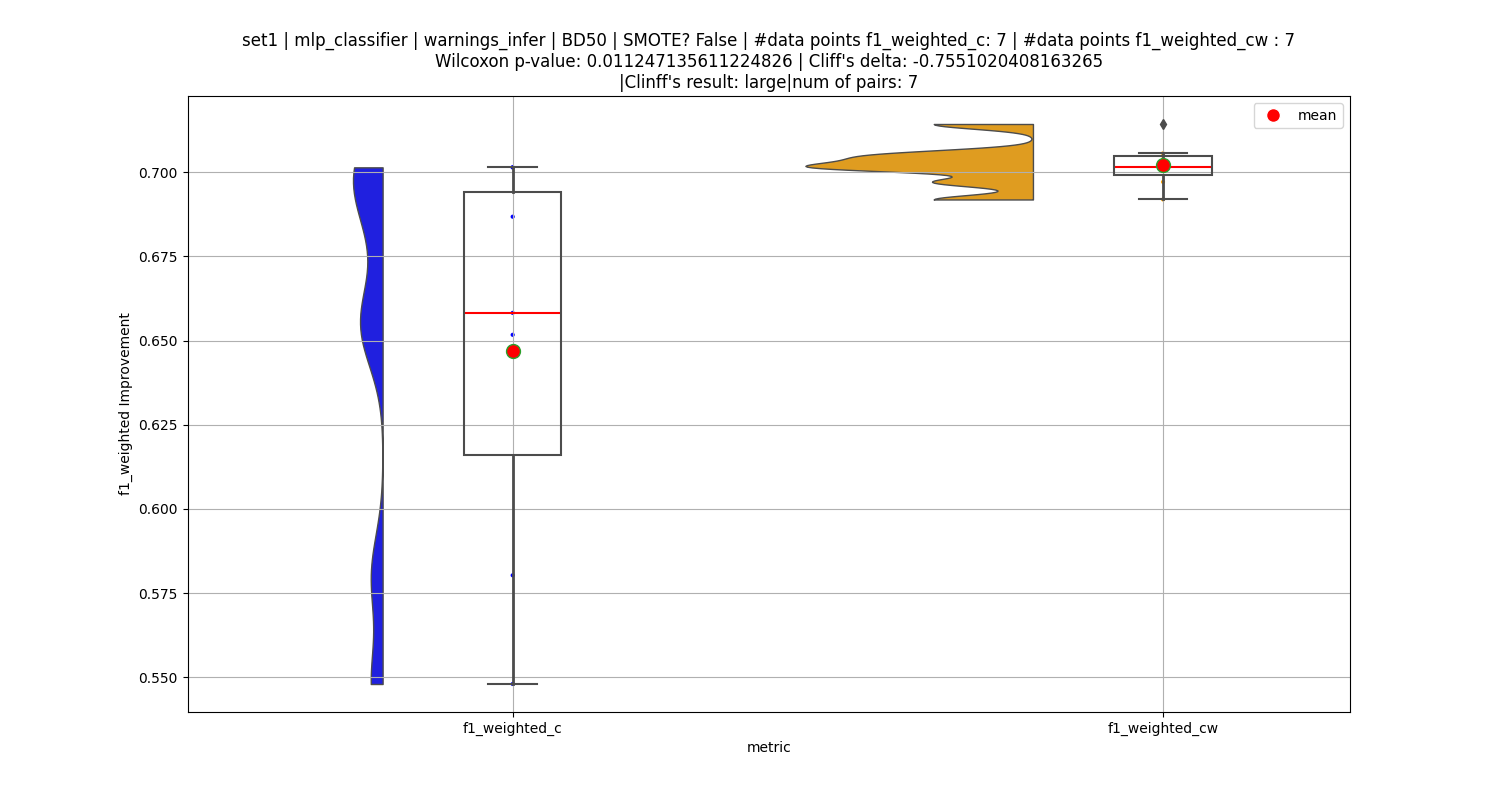 set1 | mlp_classifier | warnings_infer | BD50 | SMOTE? False | #data points f1_weighted_c: 7 | #data points f1_weighted_cw : 7
Wilcoxon p-value: 0.011247135611224826 | Cliff's delta: -0.7551020408163265
|Clinff's result: large|num of pairs: 7
mean
0.700
0.675
0.650
0.625
0.600
0.575
0.550
f1_weighted Improvement
f1_weighted_c
f1_weighted_cw
metric